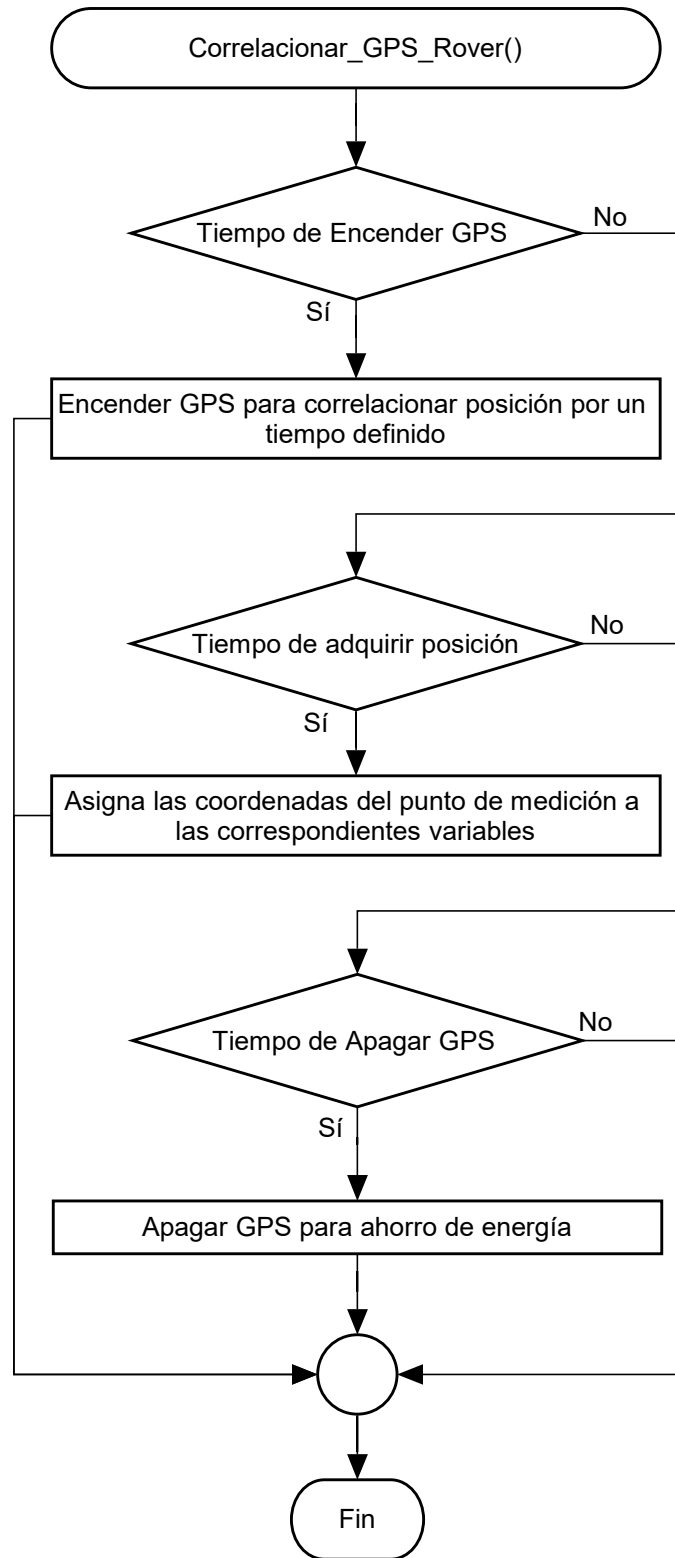 Correlacionar_GPS_Rover()
Tiempo de Encender GPS
No
Sí
Encender GPS para correlacionar posición por un
tiempo definido
Tiempo de adquirir posición
No
Sí
Asigna las coordenadas del punto de medición a
las correspondientes variables
Tiempo de Apagar GPS
No
Sí
Apagar GPS para ahorro de energía
Fin